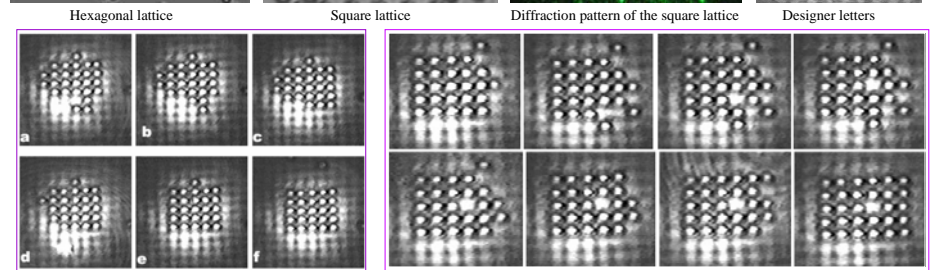 Hexagonal lattice
Square lattice
Diffraction pattern of the square lattice
Designer letters
a
b
c
d
e
f